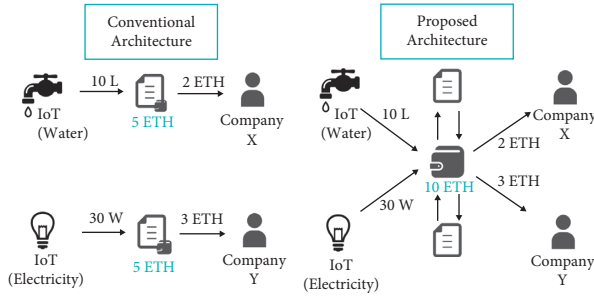 Conventional
Architecture
10 L
2 ETH
IoT
(Water)
5 ETH
Company
X
30 W
3 ETH
IoT
(Electricity)
5 ETH
Company
Y
Proposed
Architecture
IoT
(Water)
10 L
Company
X
2 ETH
10 ETH
3 ETH
30 W
IoT
(Electricity)
Company
Y